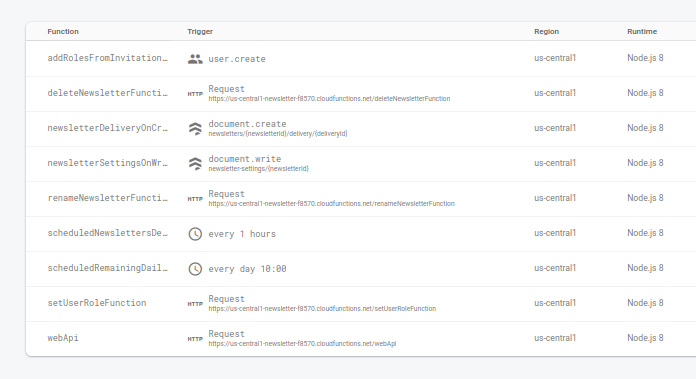 Function Trigger Region Runtime
addRolesFromInvitation… user.create us-central1 Node.js 8
deleteNewsletterFuncti… HTTP Request us-central1 Node.js 8
https://us-central1-newsletter-f8570.cloudfunctions.net/deleteNewsletterFunction
newsletterDeliveryOnCr… document.create us-central1 Node.js 8
newsletters/{newsletterId}/delivery/{deliveryId}
newsletterSettingsOnWr… document.write us-central1 Node.js 8
newsletter-settings/{newsletterId}
renameNewsletterFuncti… HTTP Request us-central1 Node.js 8
https://us-central1-newsletter-f8570.cloudfunctions.net/renameNewsletterFunction
scheduledNewslettersDe… every 1 hours us-central1 Node.js 8
scheduledRemainingDail… every day 10:00 us-central1 Node.js 8
setUserRoleFunction HTTP Request us-central1 Node.js 8
https://us-central1-newsletter-f8570.cloudfunctions.net/setUserRoleFunction
webApi HTTP Request us-central1 Node.js 8
https://us-central1-newsletter-f8570.cloudfunctions.net/webApi